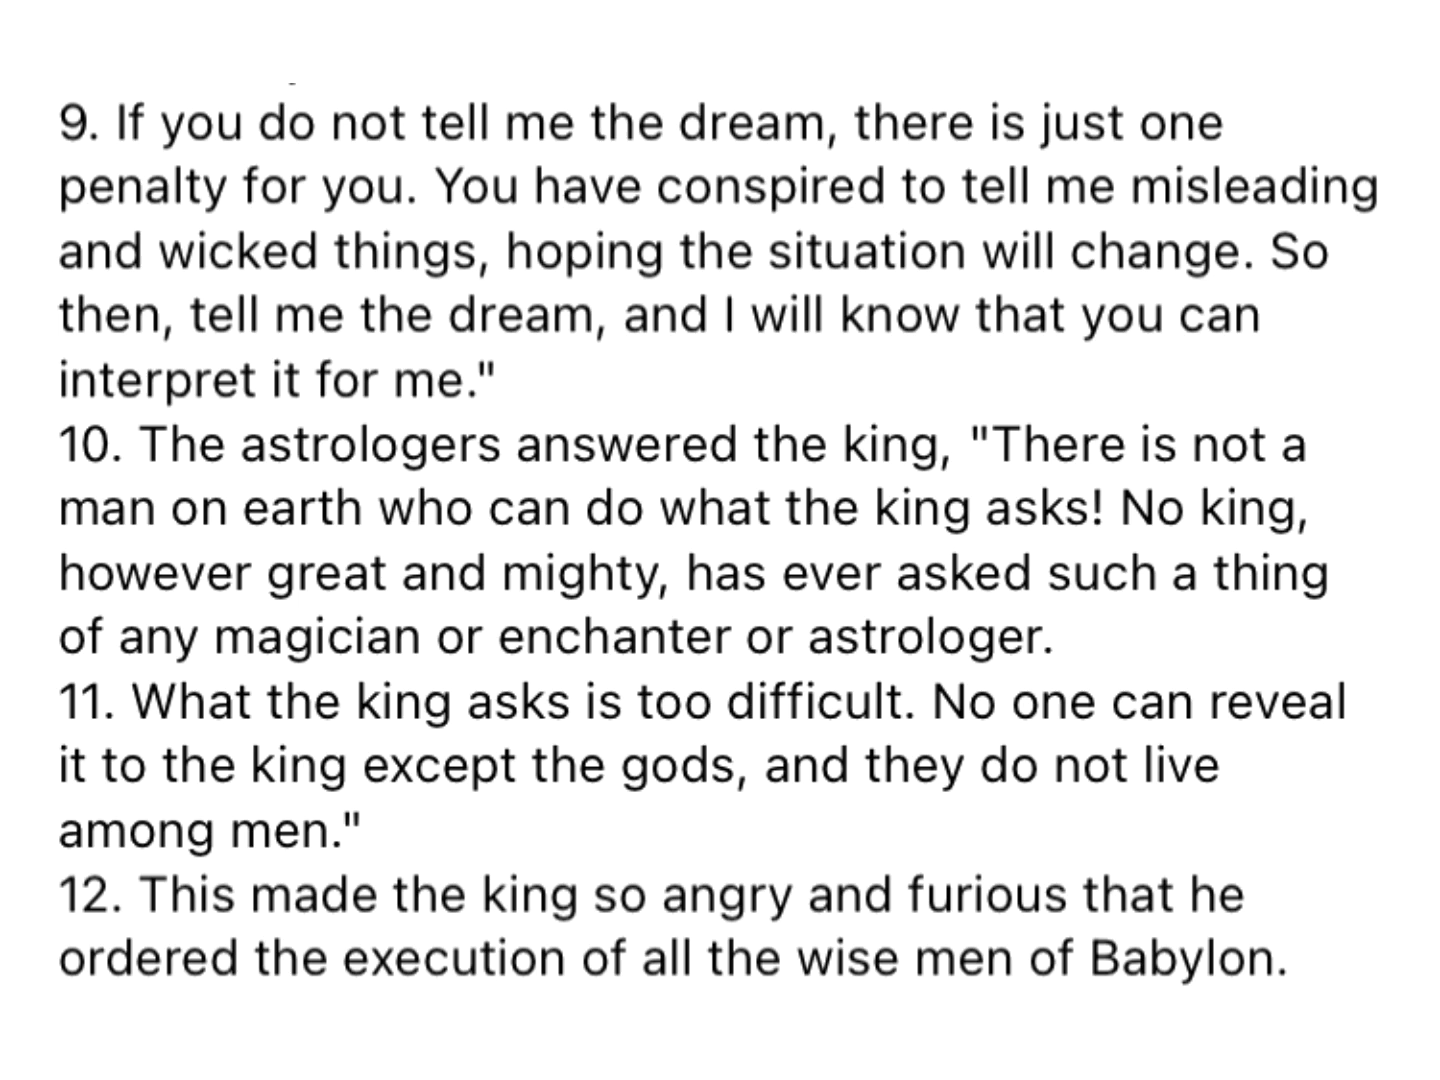 9. If you do not tell me the dream, there is just one
penalty for you. You have conspired to tell me misleading
and wicked things, hoping the situation will change. So
then, tell me the dream, and I will know that you can
interpret it for me."
10. The astrologers answered the king, "There is not a
man on earth who can do what the king asks! No king,
however great and mighty, has ever asked such a thing
of any magician or enchanter or astrologer.
11. What the king asks is too difficult. No one can reveal
it to the king except the gods, and they do not live
among men."
12. This made the king so angry and furious that he
ordered the execution of all the wise men of Babylon.